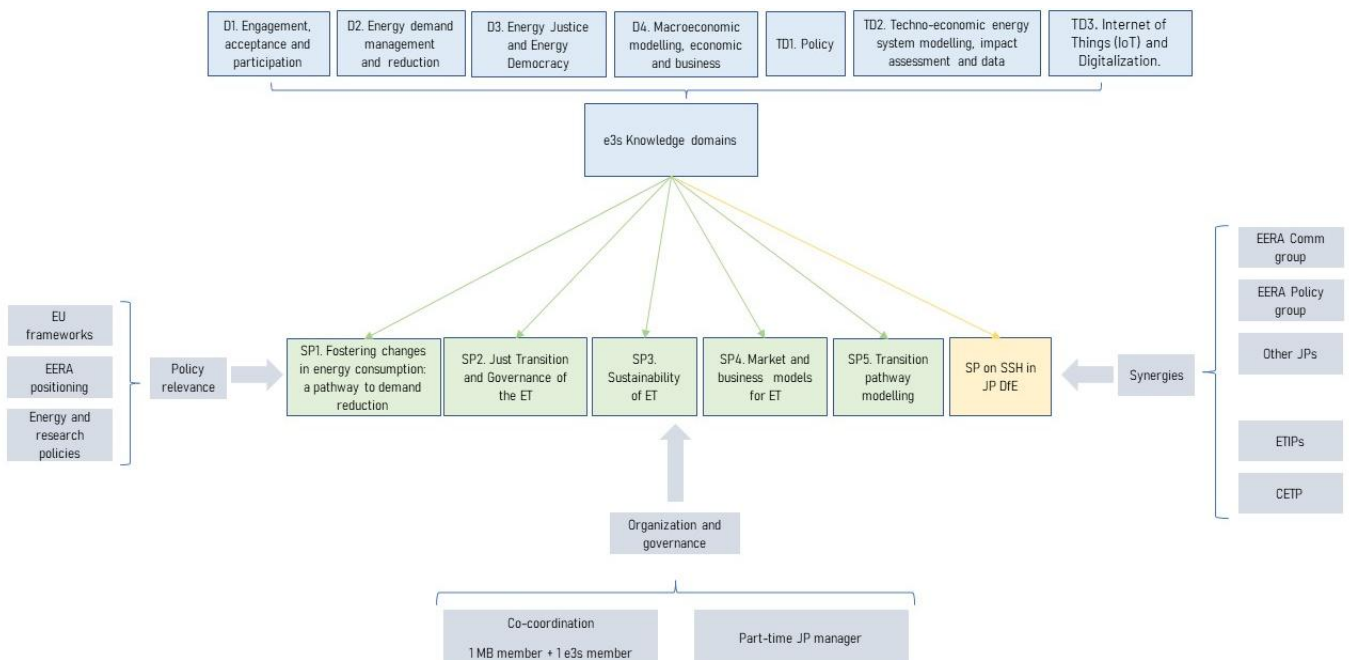 D1. Engagement,
acceptance and
participation
D2. Energy demand
management
and reduction
D3. Energy Justice
and Energy
Democracy
D4. Macroeconomic
modelling, economic
and business
TD1. Policy
TD2. Techno-economic energy
system modelling, impact
assessment and data
TD3. Internet of
Things (IoT) and
Digitalization.
e3s Knowledge domains
EU
frameworks
EERA
positioning
Energy and
research
policies
Policy
relevance
SP1. Fostering changes
in energy consumption:
a pathway to demand
reduction
SP2. Just Transition
and Governance of
the ET
SP3.
Sustainability
of ET
SP4. Market and
business models
for ET
SP5. Transition
pathway
modelling
SP on SSH in
JP DfE
Synergies
EERA Comm
group
EERA Policy
group
Other JPs
ETIPs
CETP
Organization and
governance
Co-coordination
1 MB member + 1 e3s member
Part-time JP manager